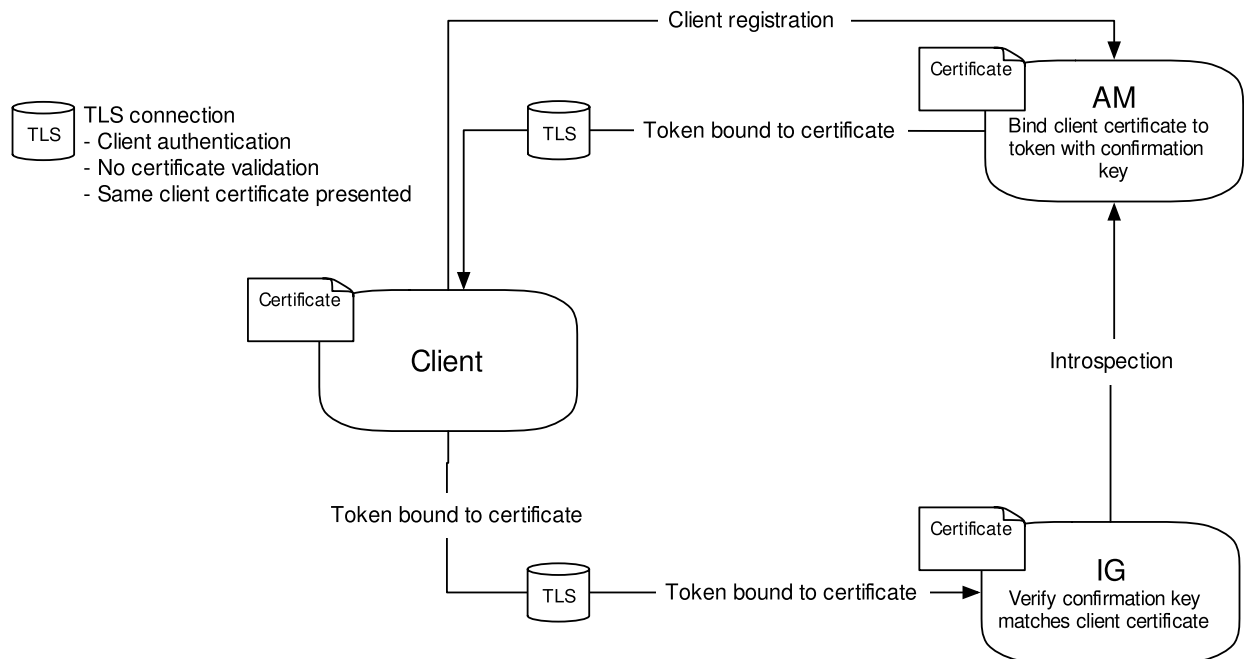 Client registration
Certificate
AM
Bind client certificate to
token with confirmation
key
TLS
TLS connection
- Client authentication
- No certificate validation
- Same client certificate presented
TLS
Token bound to certificate
Certificate
Client
Introspection
Token bound to certificate
Certificate
IG
Verify confirmation key
matches client certificate
TLS
Token bound to certificate